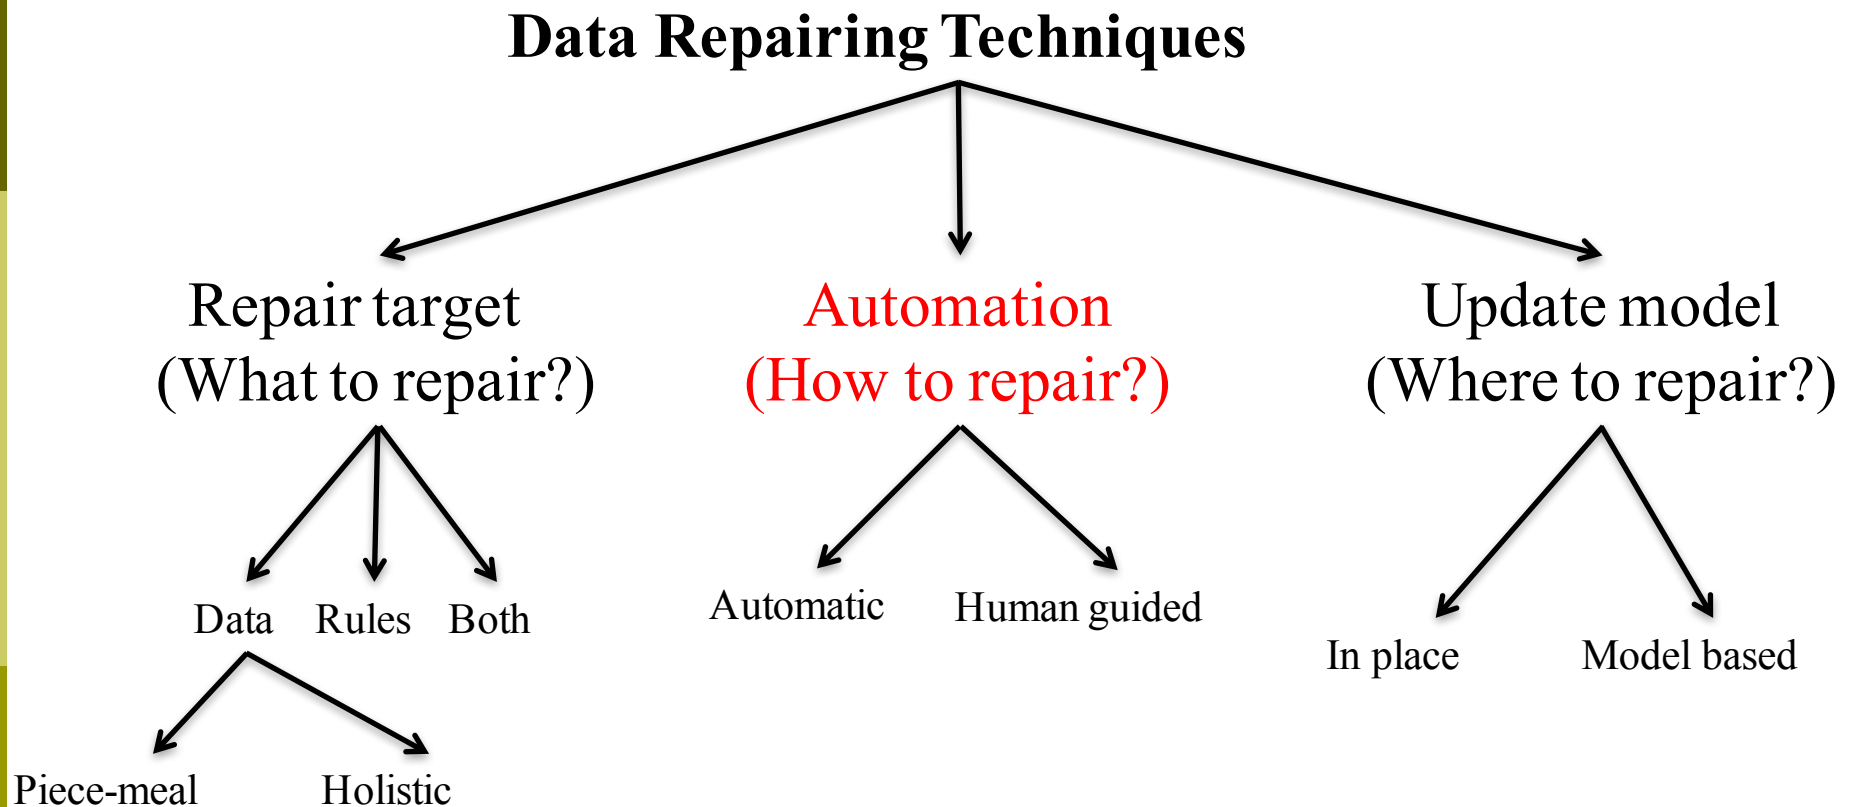 Data Repairing Techniques
Repair target
(What to repair?)
Automation
(How to repair?)
Update model
(Where to repair?)
Data
Rules
Both
Automatic
Human guided
In place
Model based
Piece-meal
Holistic